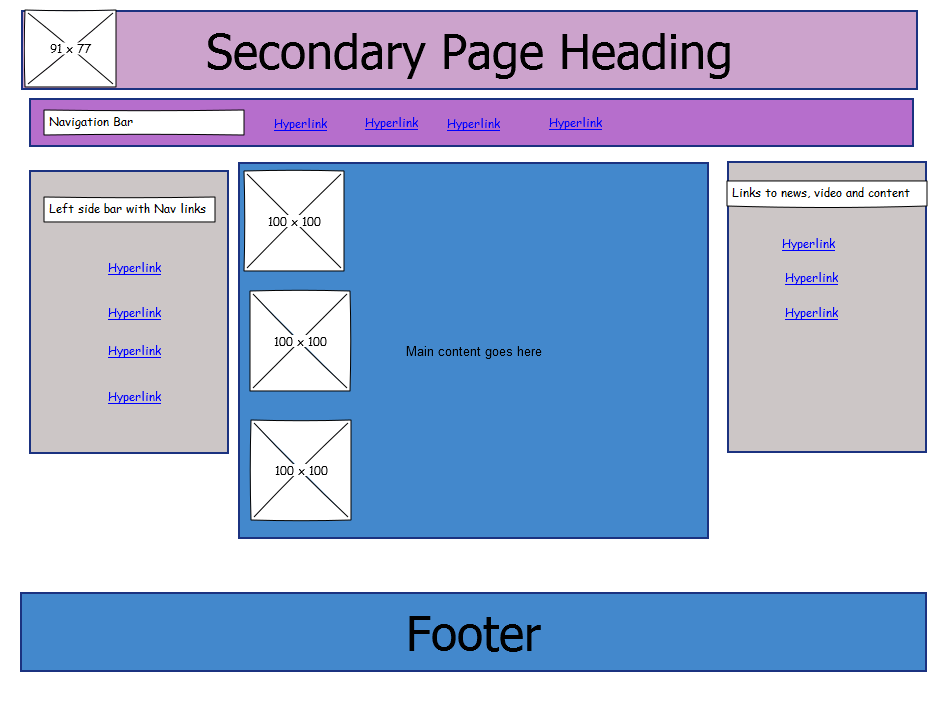 91 x 77
Secondary Page Heading
Navigation Bar
Hyperlink
Hyperlink
Hyperlink
Hyperlink
Left side bar with Nav links
Hyperlink
Hyperlink
Hyperlink
Hyperlink
100 x 100
100 x 100
100 x 100
Main content goes here
Links to news, video and content
Hyperlink
Hyperlink
Hyperlink
Footer